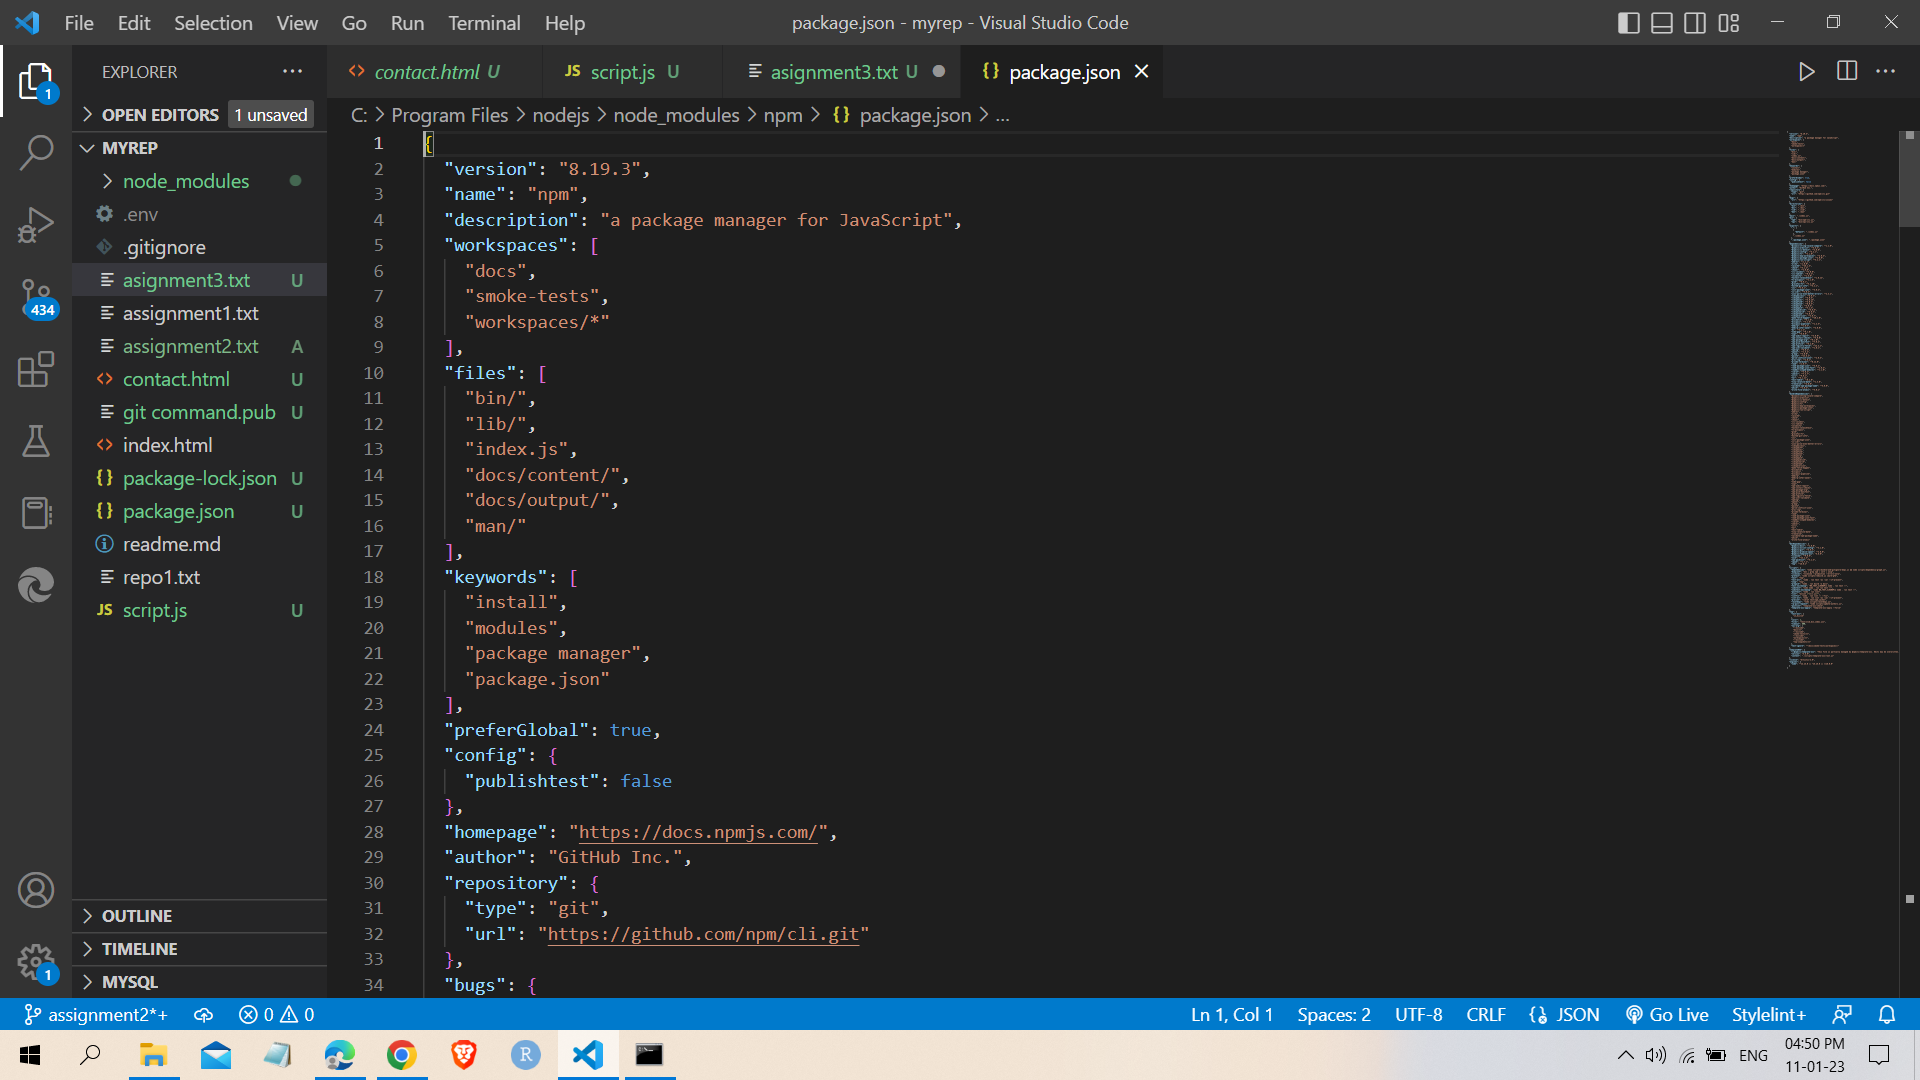 File Edit Selection View Go Run Terminal Help
package.json - myrep - Visual Studio Code
EXPLORER
OPEN EDITORS 1 unsaved
MYREP
node_modules
.env
.gitignore
asignment3.txt U
assignment1.txt
assignment2.txt A
contact.html U
git command.pub U
index.html
package-lock.json U
package.json U
readme.md
repo1.txt
JS script.js U
OUTLINE
TIMELINE
MYSQL
1
434
1
contact.html U
JS script.js U
asignment3.txt U
{} package.json
C: > Program Files > nodejs > node_modules > npm > {} package.json > ...
1 {
2 "version": "8.19.3",
3 "name": "npm",
4 "description": "a package manager for JavaScript",
5 "workspaces": [
6 "docs",
7 "smoke-tests",
8 "workspaces/*"
9 ],
10 "files": [
11 "bin/",
12 "lib/",
13 "index.js",
14 "docs/content/",
15 "docs/output/",
16 "man/"
17 ],
18 "keywords": [
19 "install",
20 "modules",
21 "package manager",
22 "package.json"
23 ],
24 "preferGlobal": true,
25 "config": {
26 "publishtest": false
27 },
28 "homepage": "https://docs.npmjs.com/",
29 "author": "GitHub Inc.",
30 "repository": {
31 "type": "git",
32 "url": "https://github.com/npm/cli.git"
33 },
34 "bugs": {
assignment2*+ 0 0
Ln 1, Col 1 Spaces: 2 UTF-8 CRLF {} JSON Go Live Stylelint+
R
ENG
04:50 PM
11-01-23